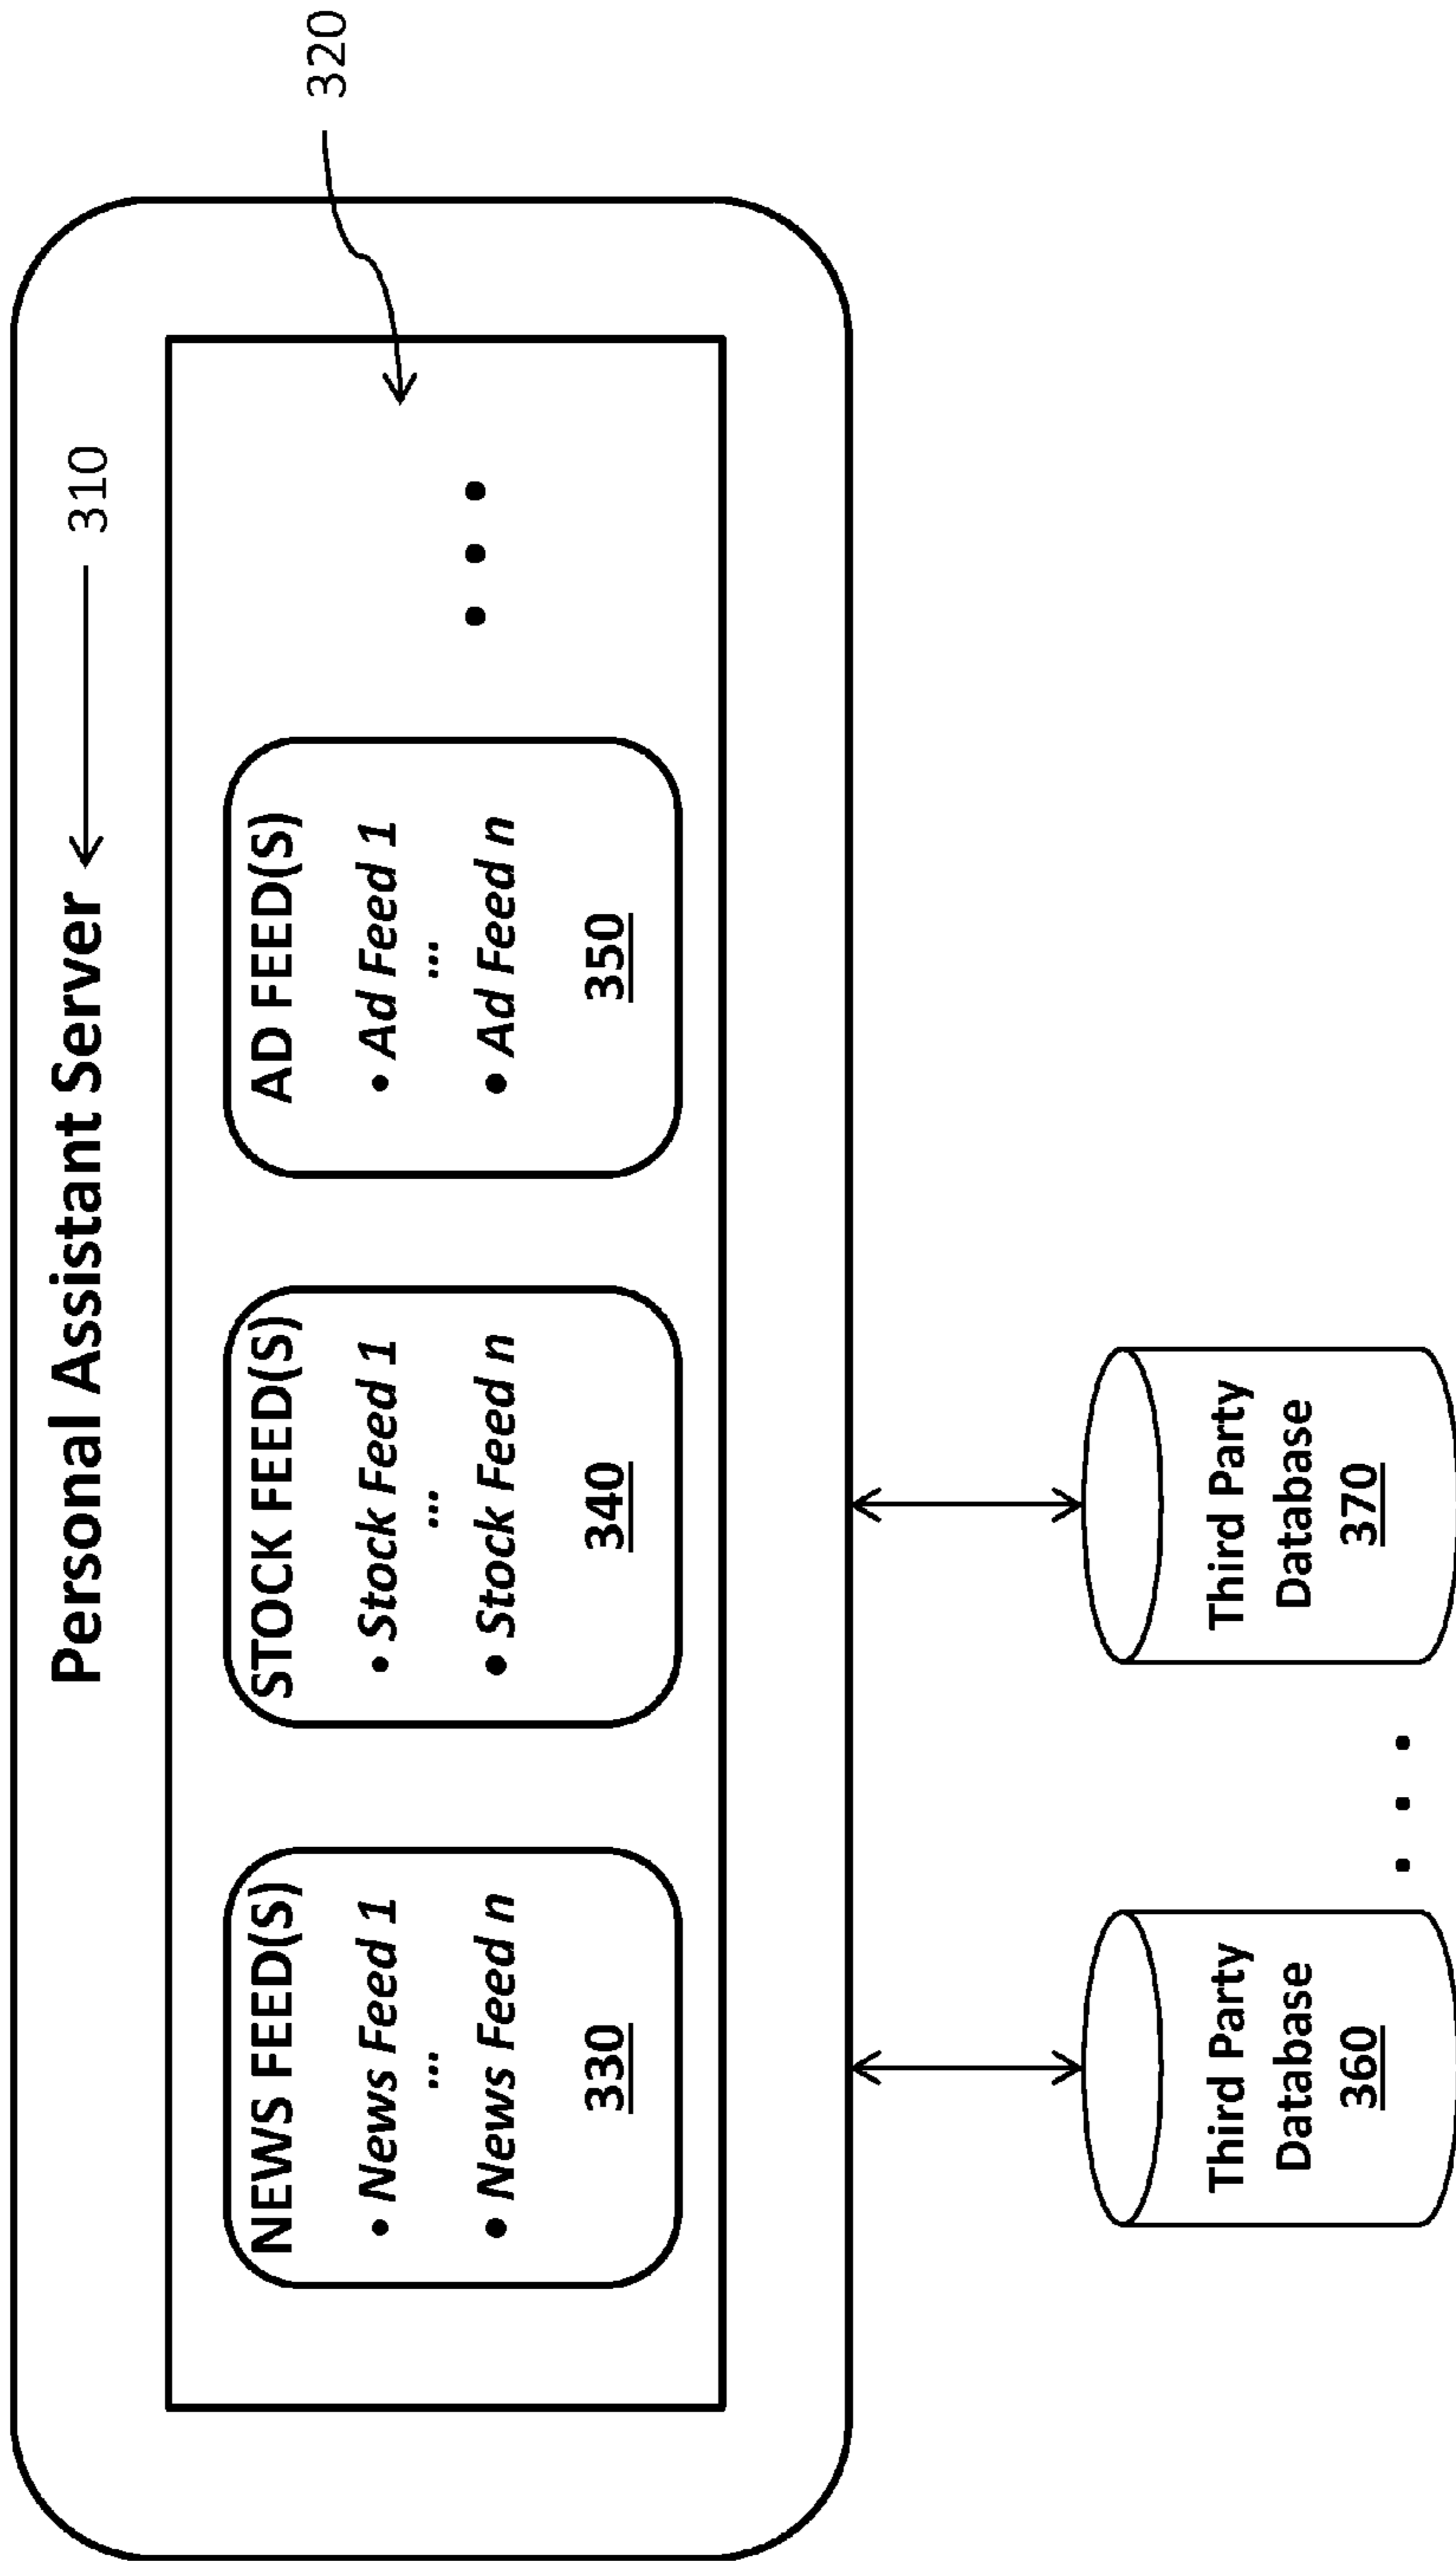 Personal Assistant Server
310
320
NEWS FEED(S)
• News Feed 1
...
• News Feed n
330
STOCK FEED(S)
• Stock Feed 1
...
• Stock Feed n
340
AD FEED(S)
• Ad Feed 1
...
• Ad Feed n
350
• • •
Third Party
Database
360
• • •
Third Party
Database
370